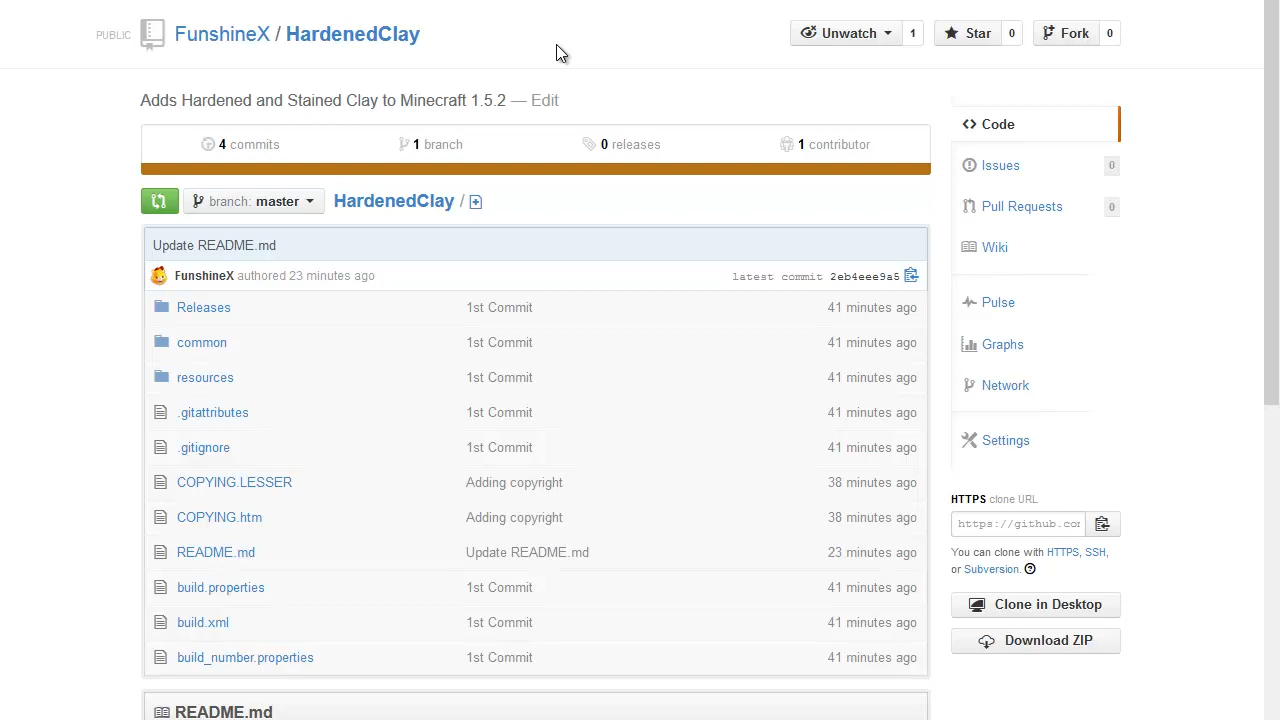 PUBLIC FunshineX / HardenedClay Unwatch 1 Star 0 Fork 0
Adds Hardened and Stained Clay to Minecraft 1.5.2 — Edit
4 commits 1 branch 0 releases 1 contributor
branch: master HardenedClay /
Update README.md
FunshineX authored 23 minutes ago latest commit 2eb4eee9a5
Releases 1st Commit 41 minutes ago
common 1st Commit 41 minutes ago
resources 1st Commit 41 minutes ago
.gitattributes 1st Commit 41 minutes ago
.gitignore 1st Commit 41 minutes ago
COPYING.LESSER Adding copyright 38 minutes ago
COPYING.htm Adding copyright 38 minutes ago
README.md Update README.md 23 minutes ago
build.properties 1st Commit 41 minutes ago
build.xml 1st Commit 41 minutes ago
build_number.properties 1st Commit 41 minutes ago
README.md
Code
Issues 0
Pull Requests 0
Wiki
Pulse
Graphs
Network
Settings
HTTPS clone URL
https://github.com
You can clone with HTTPS, SSH,
or Subversion.
Clone in Desktop
Download ZIP